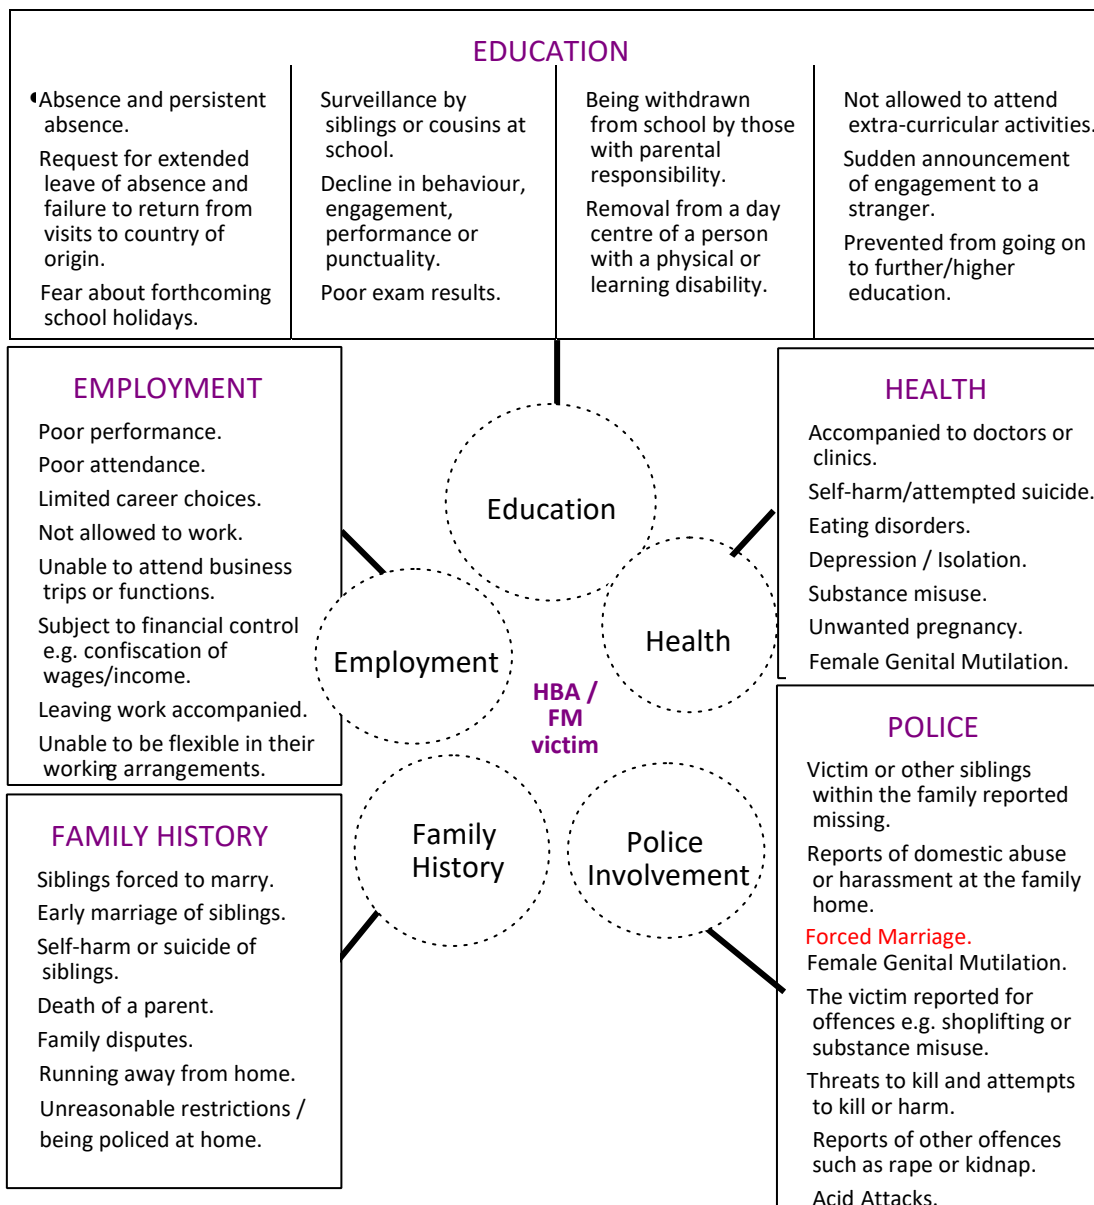 EDUCATION
Absence and persistent
absence.
Request for extended
leave of absence and
failure to return from
visits to country of
origin.
Fear about forthcoming
school holidays.
Surveillance by
siblings or cousins at
school.
Decline in behaviour,
engagement,
performance or
punctuality.
Poor exam results.
Being withdrawn
from school by those
with parental
responsibility.
Removal from a day
centre of a person
with a physical or
learning disability.
Not allowed to attend
extra-curricular activities.
Sudden announcement
of engagement to a
stranger.
Prevented from going on
to further/higher
education.
EMPLOYMENT
Poor performance.
Poor attendance.
Limited career choices.
Not allowed to work.
Unable to attend business
trips or functions.
Subject to financial control
e.g. confiscation of
wages/income.
Leaving work accompanied.
Unable to be flexible in their
working arrangements.
HEALTH
Accompanied to doctors or
clinics.
Self-harm/attempted suicide.
Eating disorders.
Depression / Isolation.
Substance misuse.
Unwanted pregnancy.
Female Genital Mutilation.
Education
Employment
Health
HBA /
FM
victim
Family
History
Police
Involvement
FAMILY HISTORY
Siblings forced to marry.
Early marriage of siblings.
Self-harm or suicide of
siblings.
Death of a parent.
Family disputes.
Running away from home.
Unreasonable restrictions /
being policed at home.
POLICE
Victim or other siblings
within the family reported
missing.
Reports of domestic abuse
or harassment at the family
home.
Forced Marriage.
Female Genital Mutilation.
The victim reported for
offences e.g. shoplifting or
substance misuse.
Threats to kill and attempts
to kill or harm.
Reports of other offences
such as rape or kidnap.
Acid Attacks.